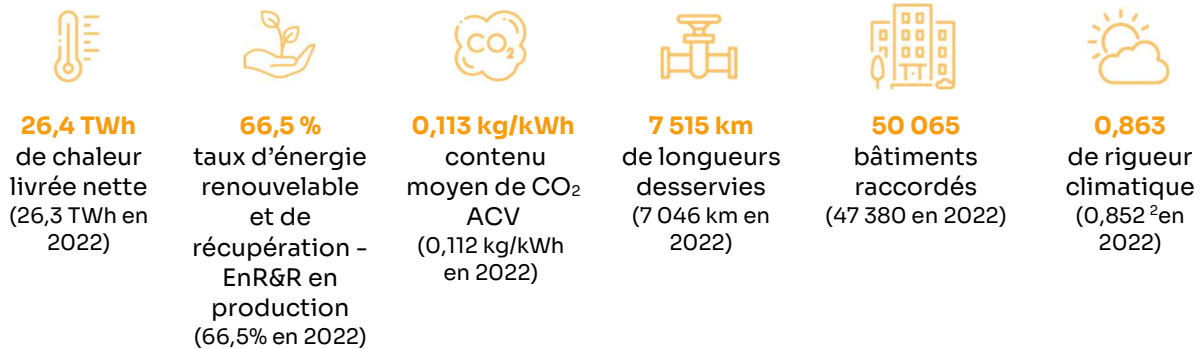 CO₂
26,4 TWh
de chaleur
livrée nette
(26,3 TWh en
2022)
66,5 %
taux d’énergie
renouvelable
et de
récupération -
EnR&R en
production
(66,5% en 2022)
0,113 kg/kWh
contenu
moyen de CO₂
ACV
(0,112 kg/kWh
en 2022)
7 515 km
de longueurs
desservies
(7 046 km en
2022)
50 065
bâtiments
raccordés
(47 380 en 2022)
0,863
de rigueur
climatique
(0,852 ²en
2022)